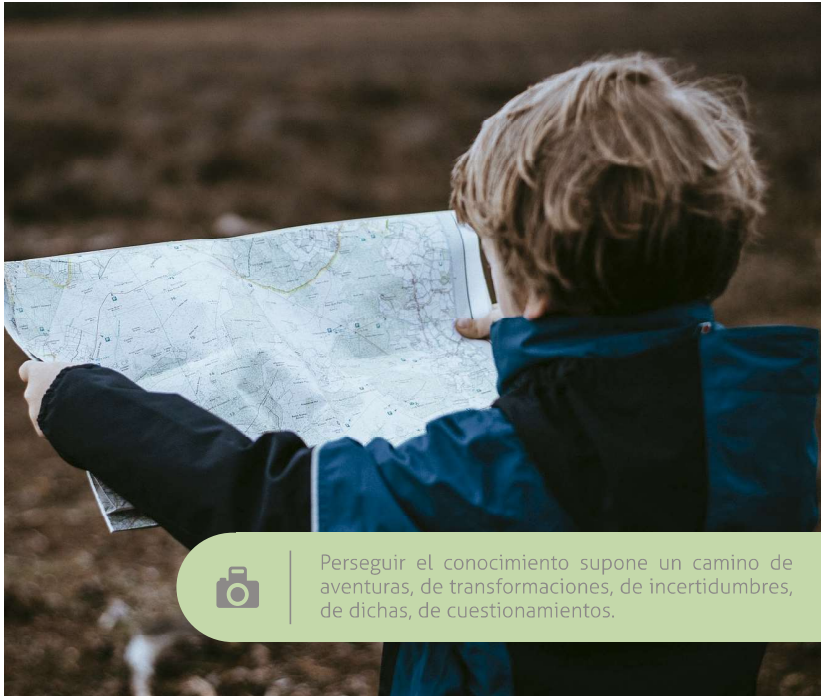 Perseguir el conocimiento supone un camino de
aventuras, de transformaciones, de incertidumbres,
de dichas, de cuestionamientos.